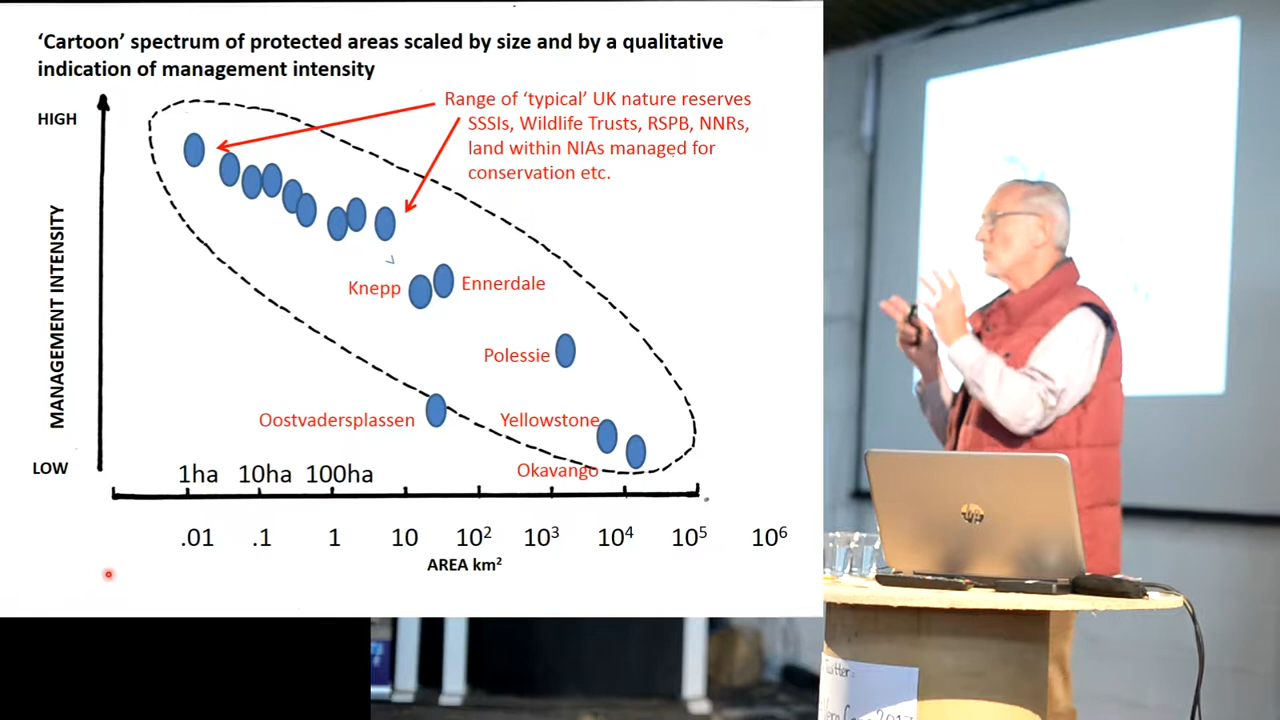 ‘Cartoon’ spectrum of protected areas scaled by size and by a qualitative
indication of management intensity
HIGH
MANAGEMENT INTENSITY
LOW
Range of ‘typical’ UK nature reserves
SSSIs, Wildlife Trusts, RSPB, NNRs,
land within NIAs managed for
conservation etc.
Knepp
Ennerdale
Polessie
Oostvadersplassen
Yellowstone
Okavango
1ha 10ha 100ha
.01 .1 1 10 10² 10³ 10⁴ 10⁵ 10⁶
AREA km²
hp
Twitter: